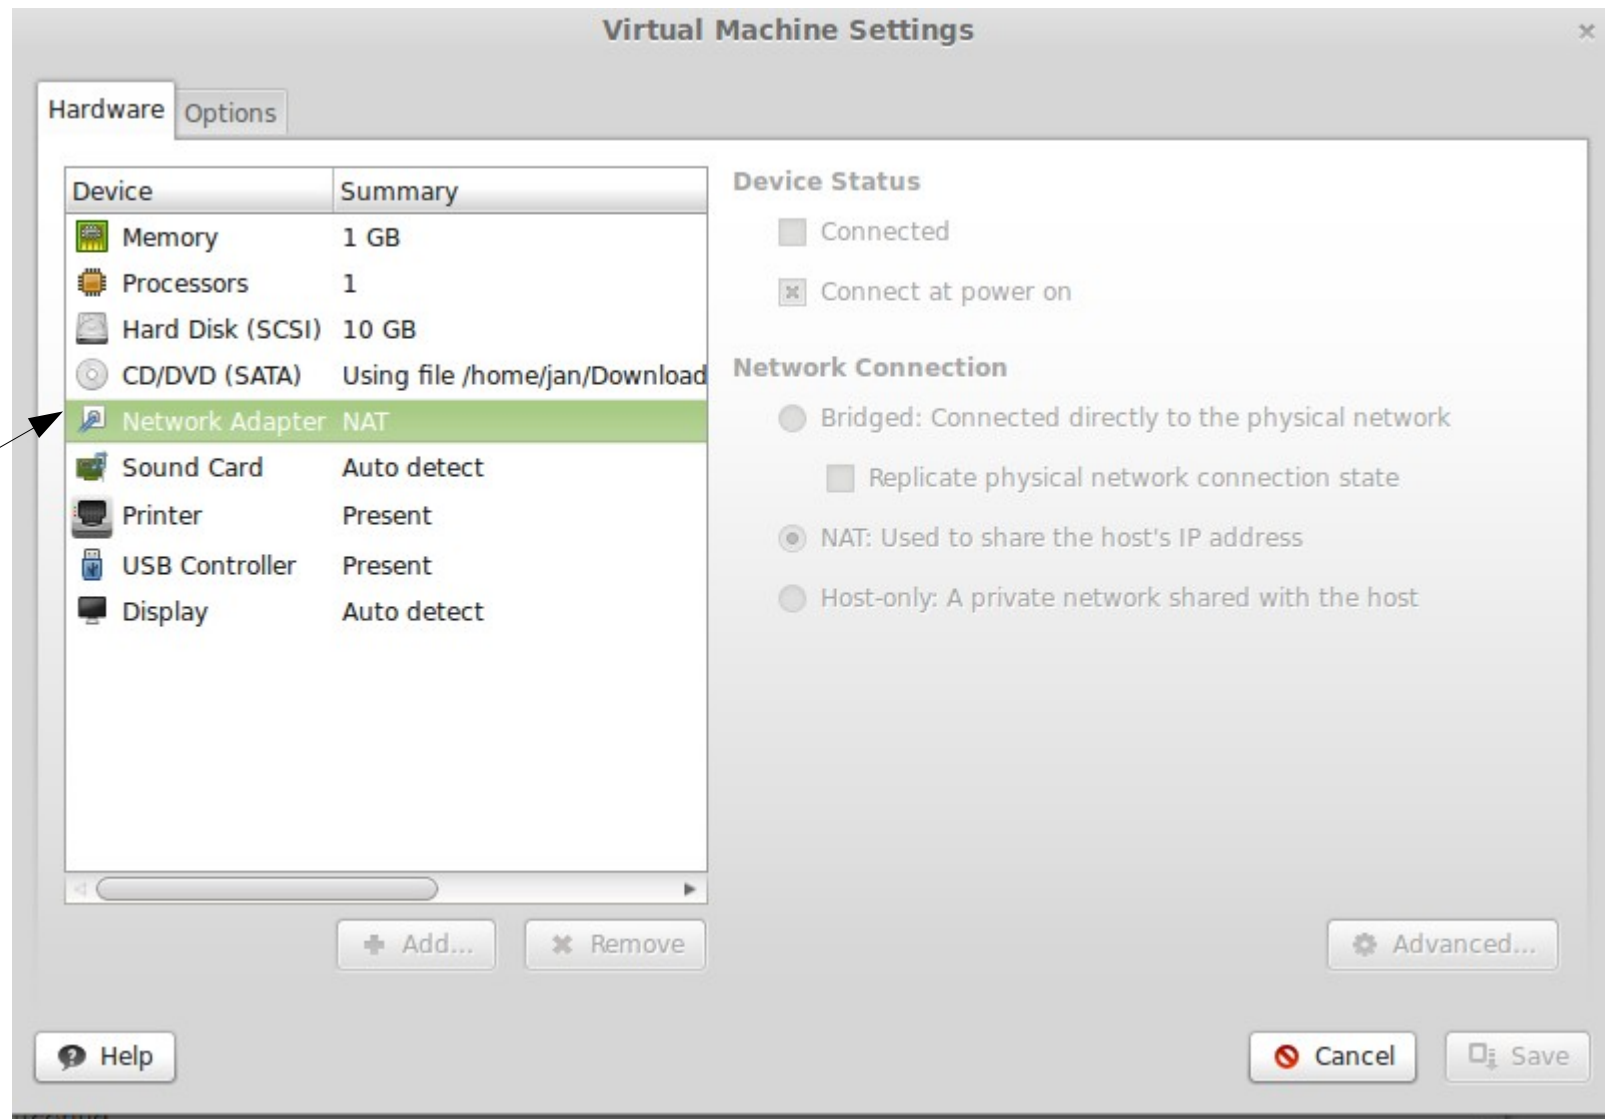 Virtual Machine Settings
Hardware
Options
Device Summary
Memory 1 GB
Processors 1
Hard Disk (SCSI) 10 GB
CD/DVD (SATA) Using file /home/jan/Download
Network Adapter NAT
Sound Card Auto detect
Printer Present
USB Controller Present
Display Auto detect
Add...
Remove
Device Status
Connected
Connect at power on
Network Connection
Bridged: Connected directly to the physical network
Replicate physical network connection state
NAT: Used to share the host's IP address
Host-only: A private network shared with the host
Advanced...
Help
Cancel
Save